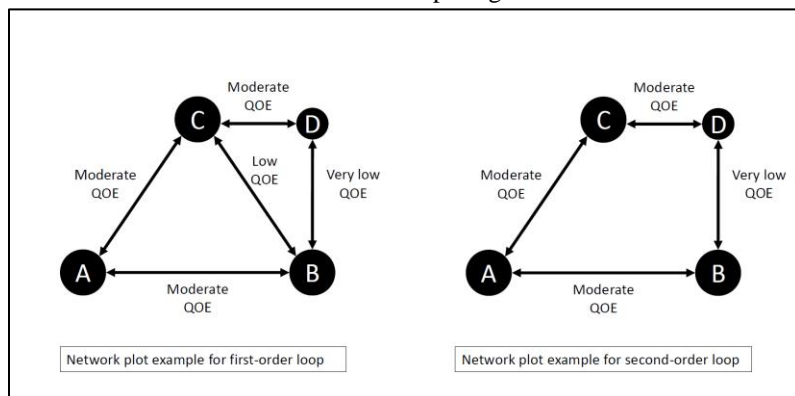 Moderate
QOE
C
D
Moderate
QOE
Low
QOE
Very low
QOE
A
B
Moderate
QOE
Network plot example for first-order loop
Moderate
QOE
C
D
Moderate
QOE
Very low
QOE
A
B
Moderate
QOE
Network plot example for second-order loop